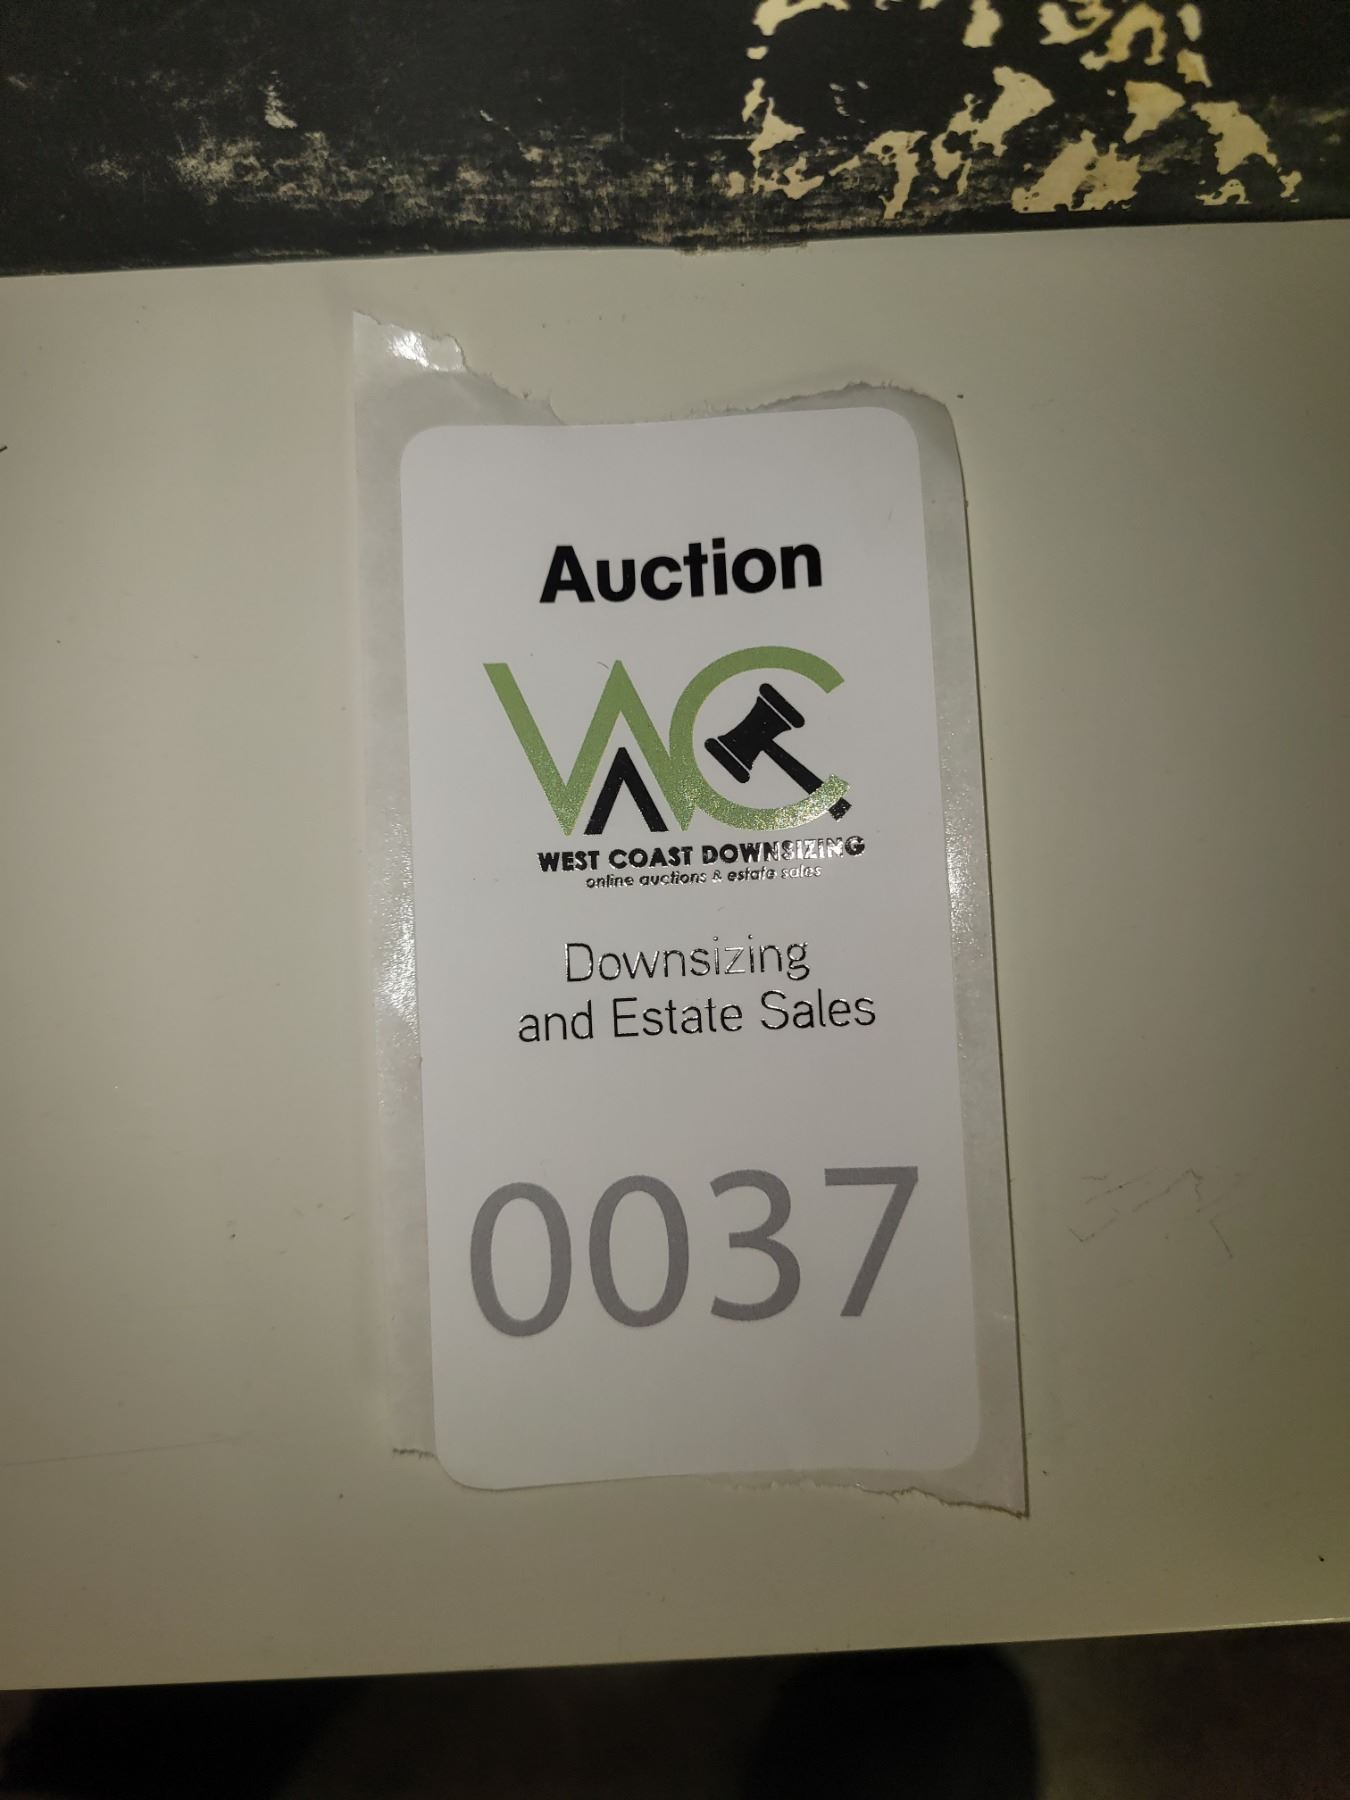 Auction
WC
WEST COAST DOWNSIZING
online auctions & estate sales
Downsizing
and Estate Sales
0037